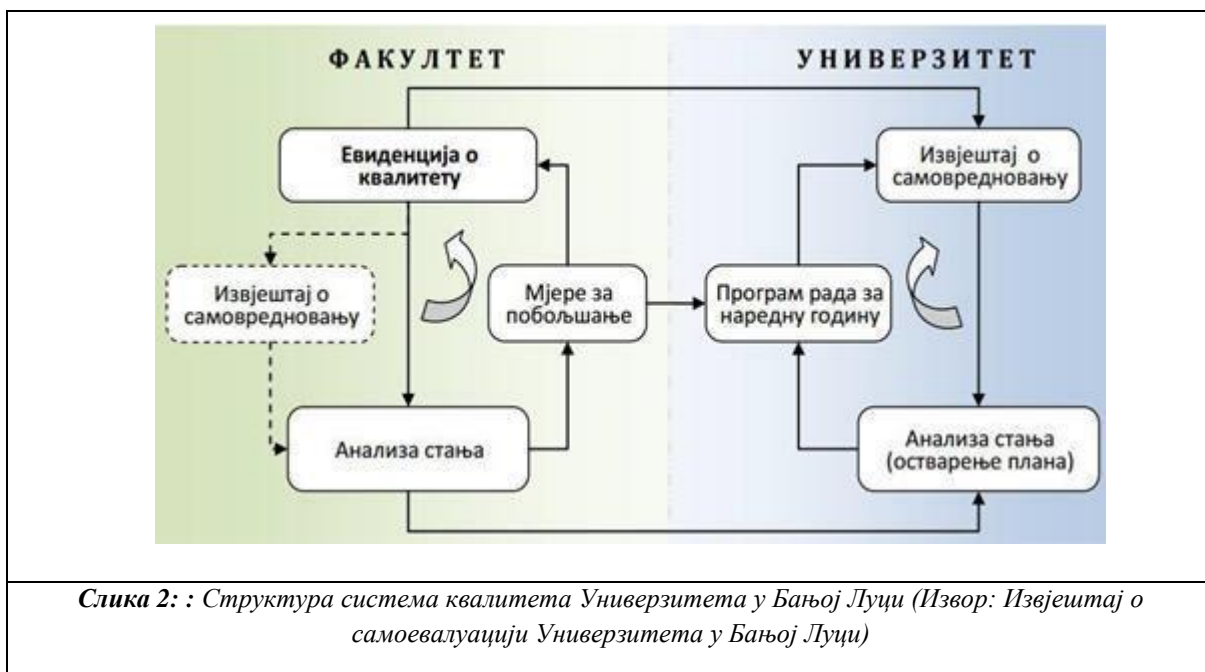 ФАКУЛТЕТ
УНИВЕРЗИТЕТ
Евиденција о
квалитету
Извјештај о
самовредновању
Извјештај о
самовредновању
Мјере за
побољшање
Програм рада за
наредну годину
Анализа стања
Анализа стања
(остварење плана)
Слика 2: : Структура система квалитета Универзитета у Бањој Луци (Извор: Извјештај о
самоевалуацији Универзитета у Бањој Луци)